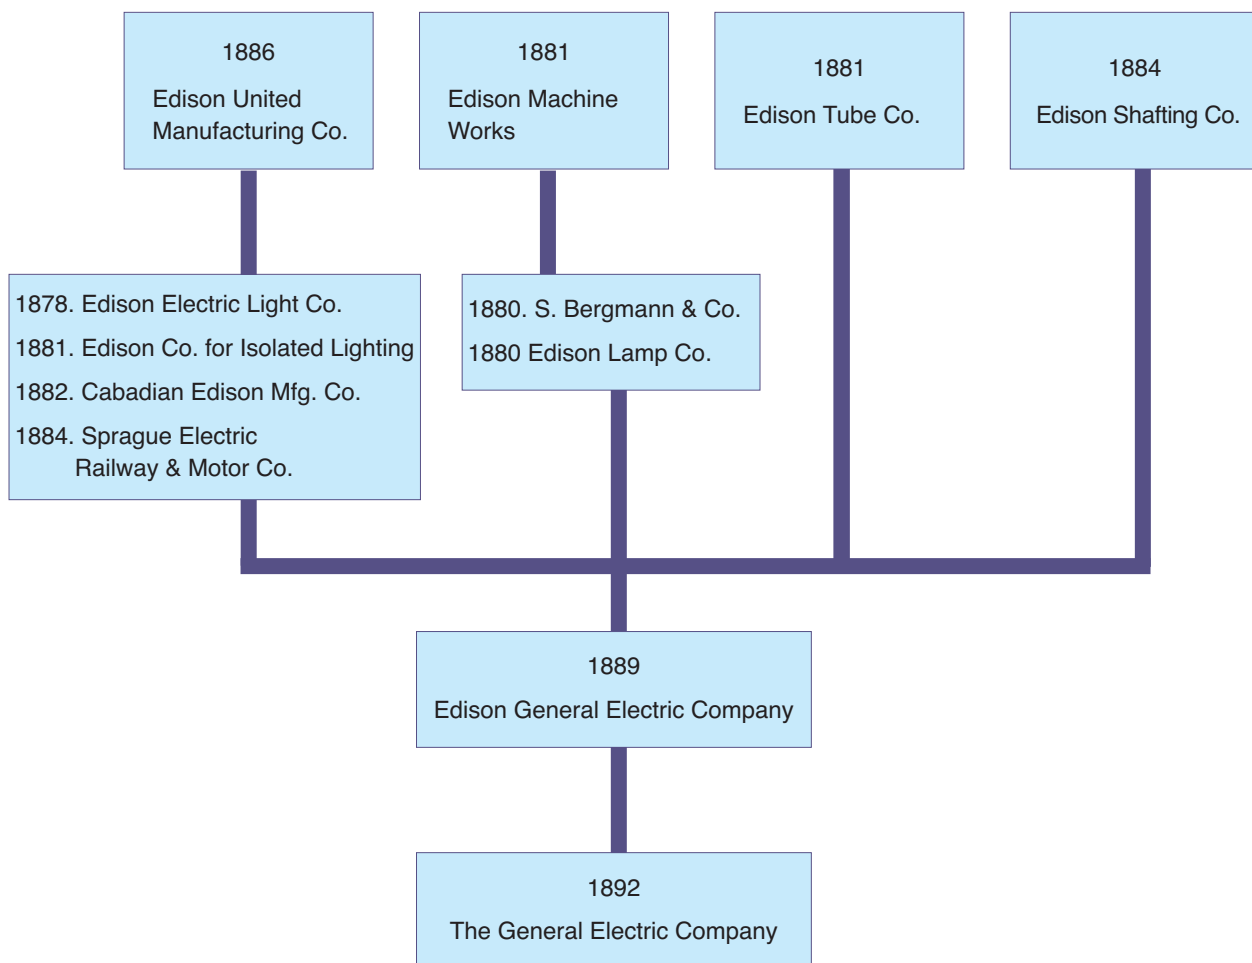 1886
Edison United
Manufacturing Co.
1881
Edison Machine
Works
1881
Edison Tube Co.
1884
Edison Shafting Co.
1878. Edison Electric Light Co.
1881. Edison Co. for Isolated Lighting
1882. Cabadian Edison Mfg. Co.
1884. Sprague Electric
Railway & Motor Co.
1880. S. Bergmann & Co.
1880 Edison Lamp Co.
1889
Edison General Electric Company
1892
The General Electric Company